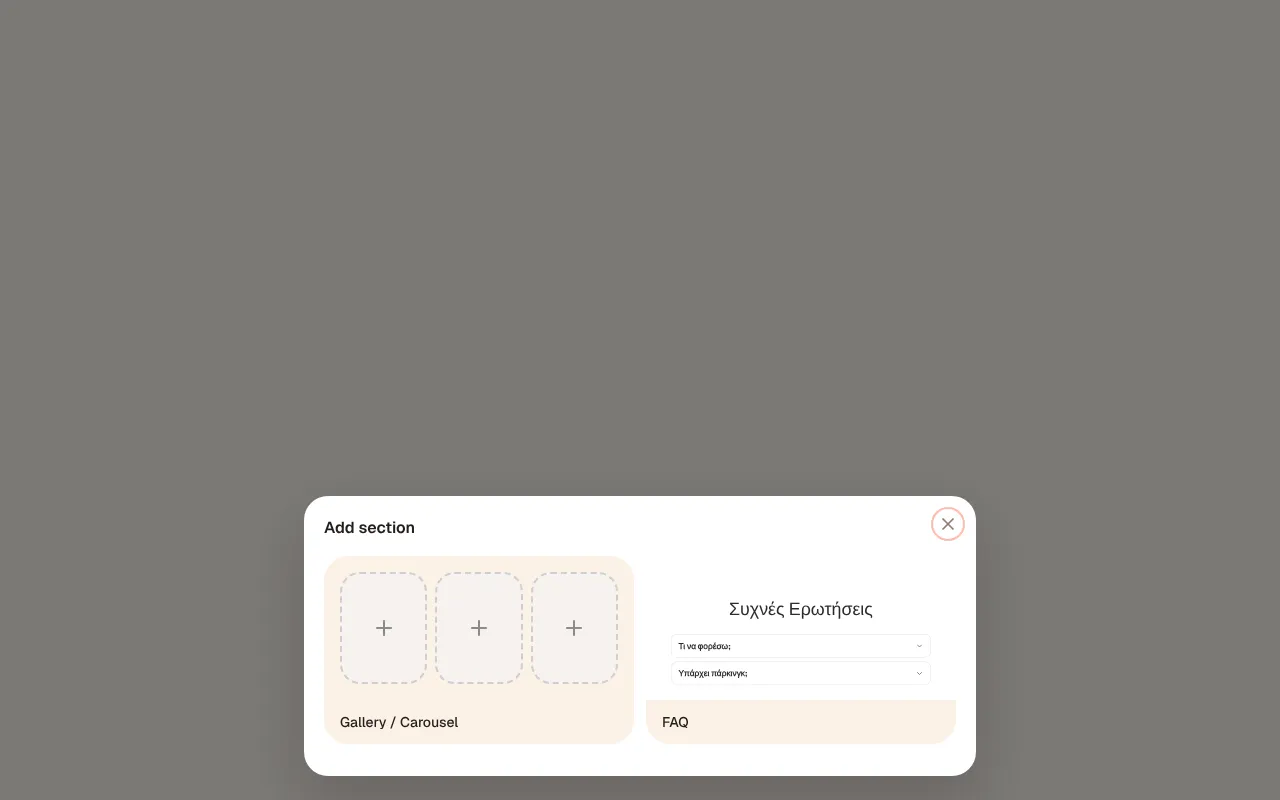 Add section
Gallery / Carousel
Συχνές Ερωτήσεις
Τι να φορέσω;
Υπάρχει πάρκινγκ;
FAQ